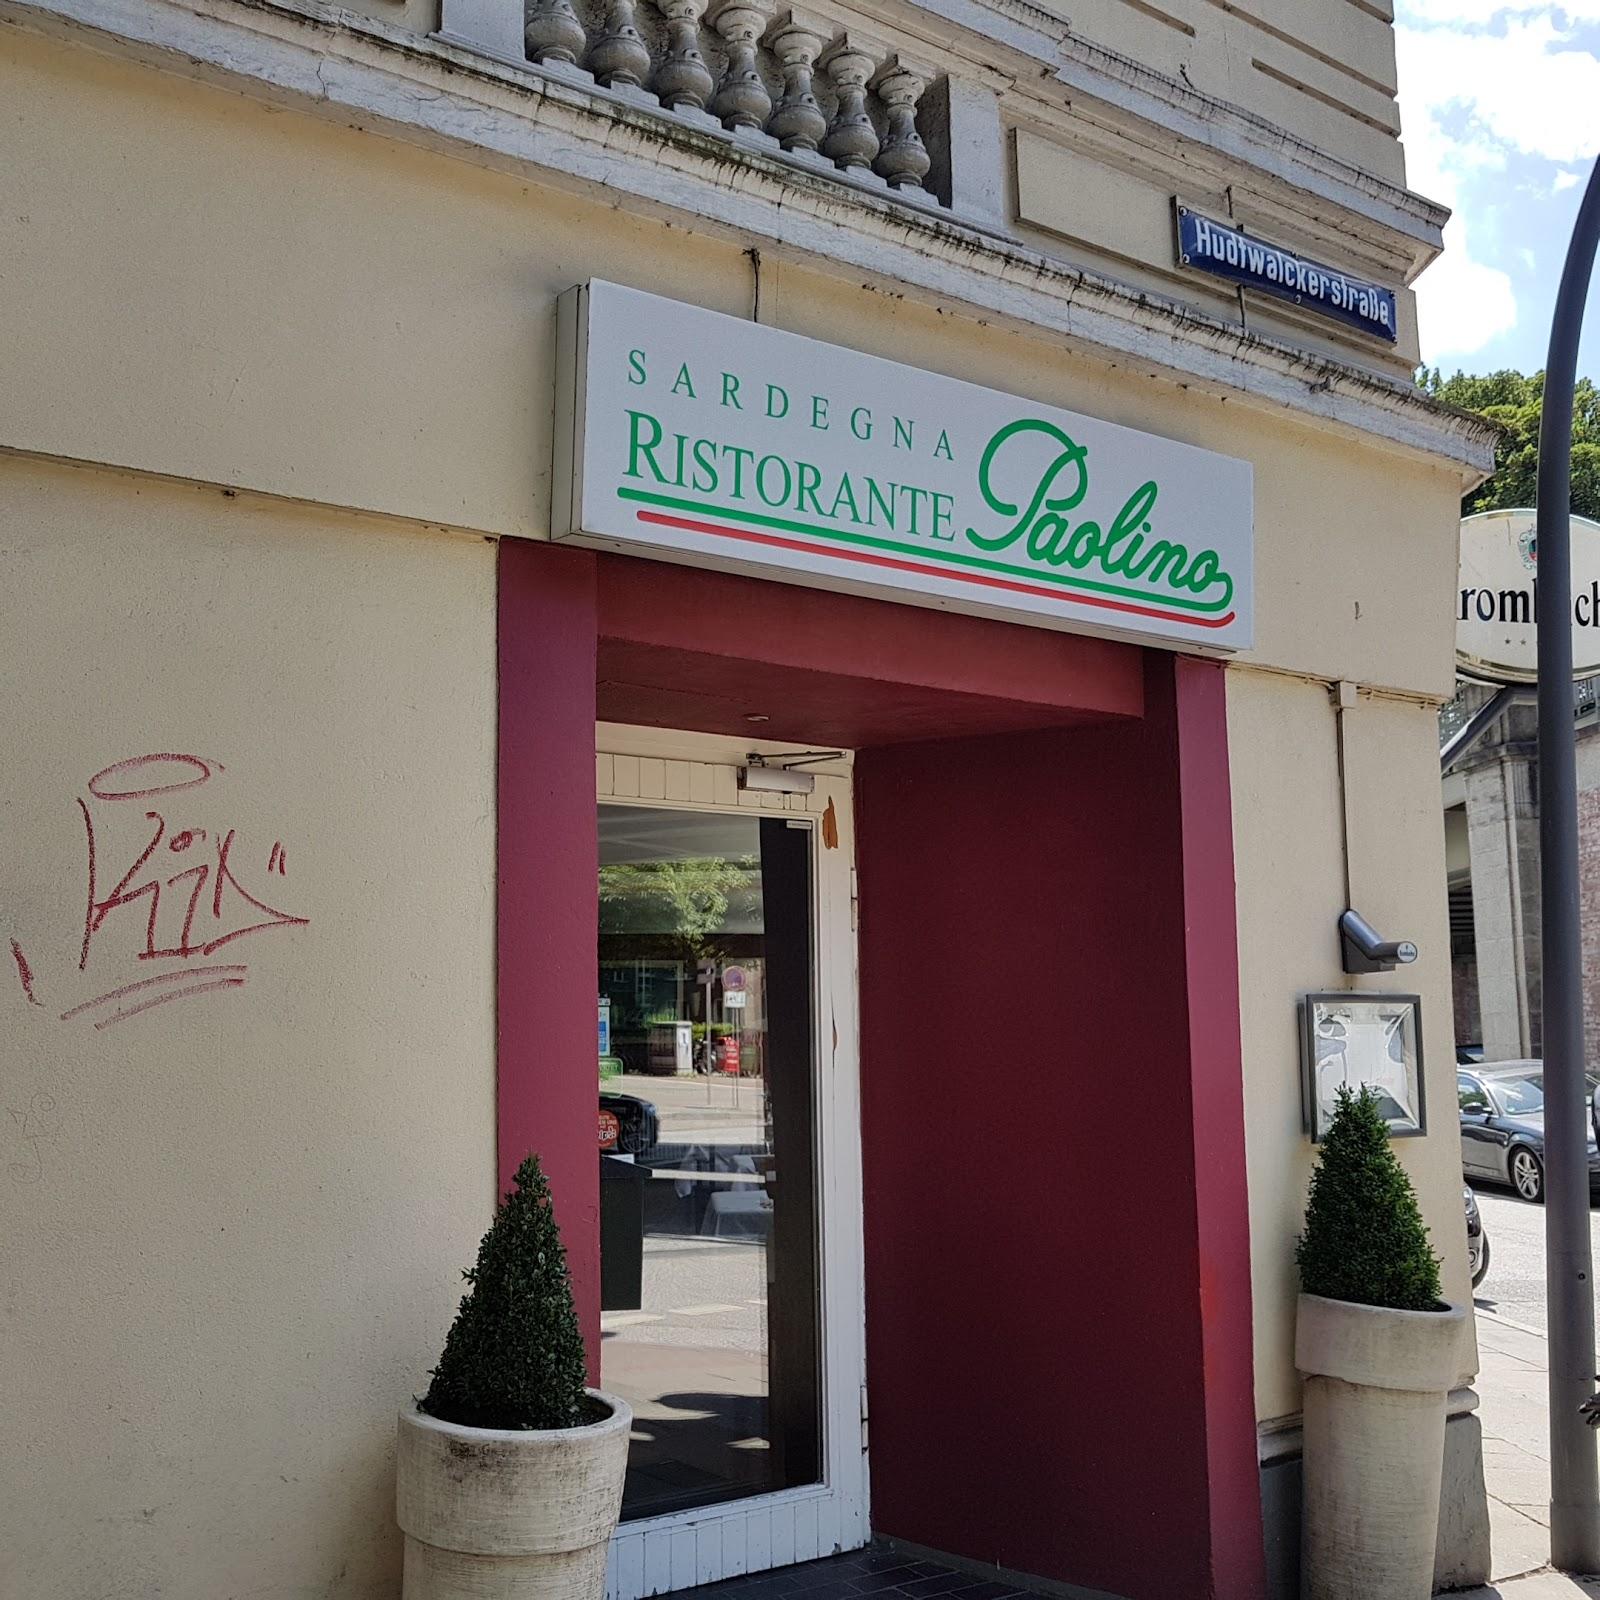 Hudtwalckerstraße
SARDEGNA
RISTORANTE Paolino